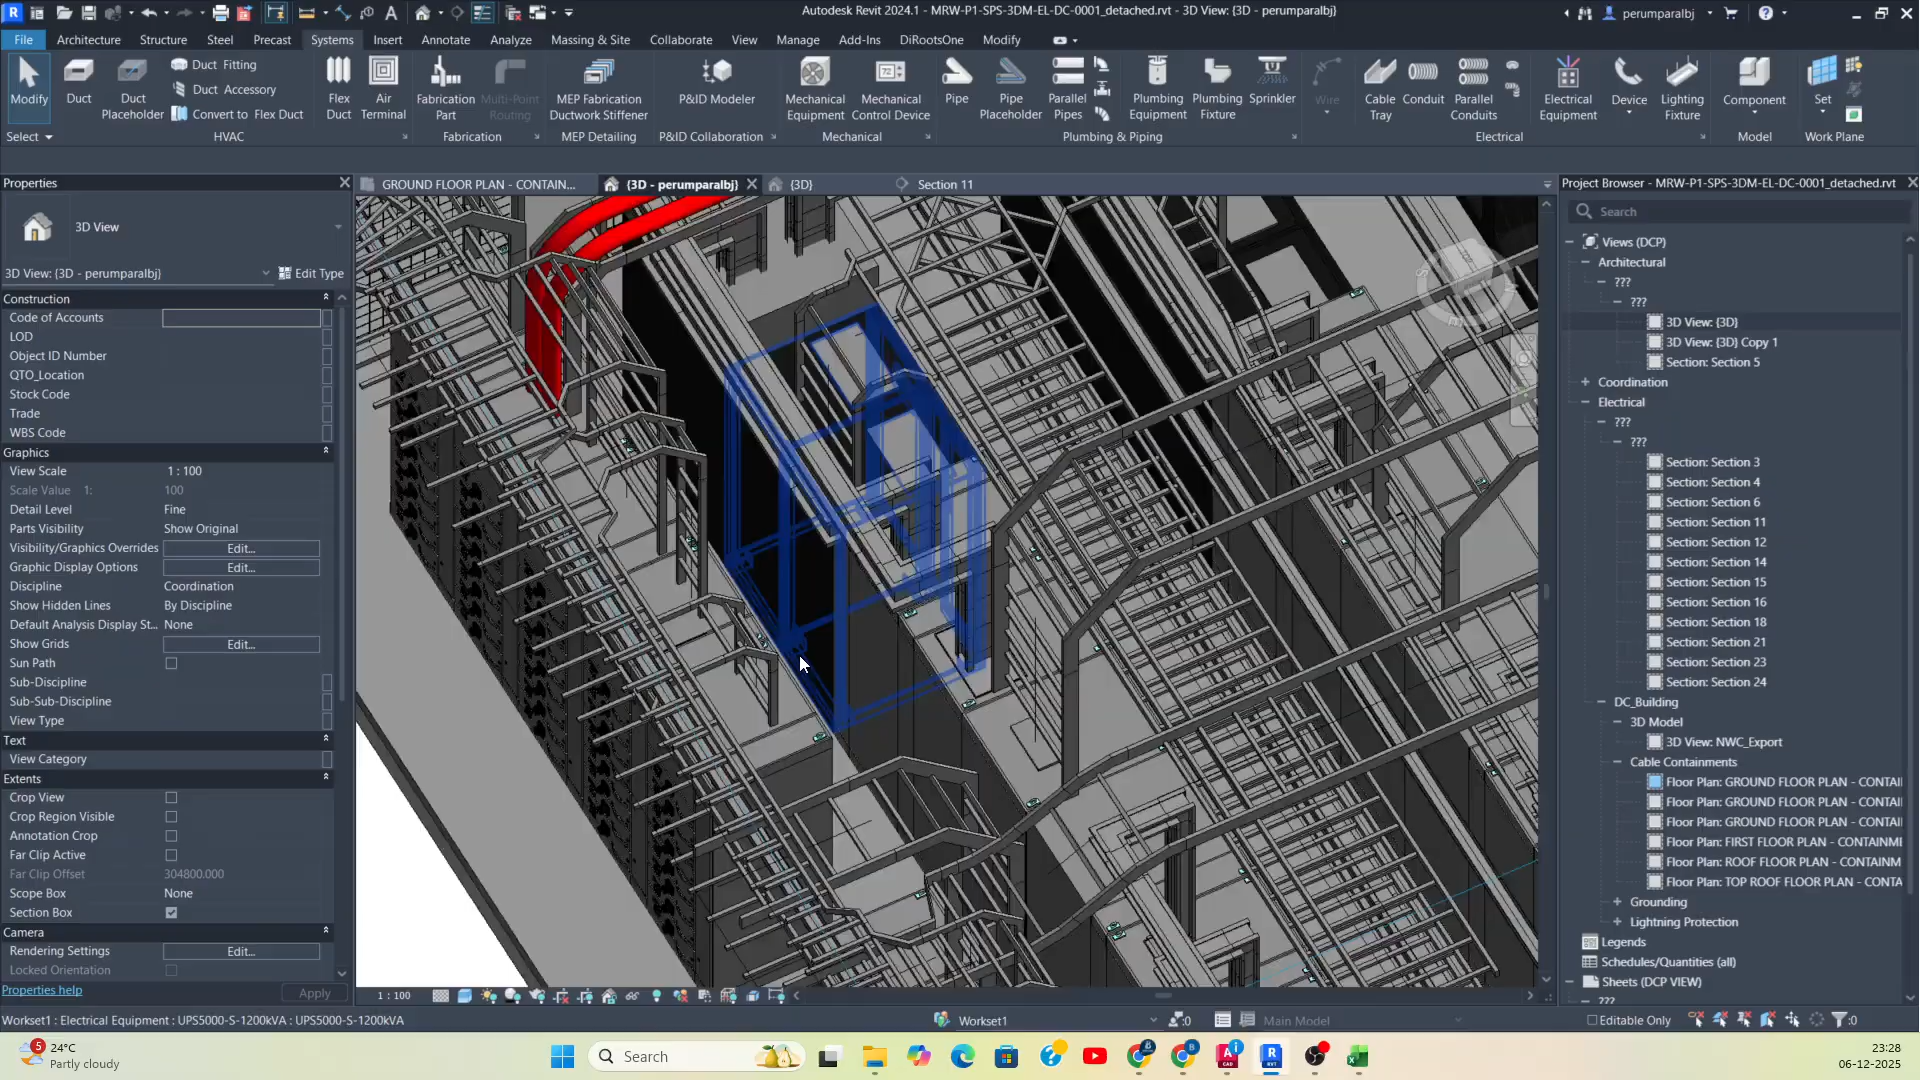 Autodesk Revit 2024.1 - MRW-P1-SPS-3DM-EL-DC-0001_detached.rvt - 3D View: {3D - perumparalbj}
perumparalbj
File Architecture Structure Steel Precast Systems Insert Annotate Analyze Massing & Site Collaborate View Manage Add-Ins DiRootsOne Modify
Modify
Duct
Duct Placeholder
Duct Fitting
Duct Accessory
Convert to Flex Duct
Flex Duct
Air Terminal
Fabrication Part
Multi-Point Routing
MEP Fabrication Ductwork Stiffener
P&ID Modeler
Mechanical Equipment
Mechanical Control Device
Pipe
Pipe Placeholder
Parallel Pipes
Plumbing Equipment
Plumbing Fixture
Sprinkler
Wire
Cable Tray
Conduit
Parallel Conduits
Electrical Equipment
Device
Lighting Fixture
Component
Set
Select HVAC Fabrication MEP Detailing P&ID Collaboration Mechanical Plumbing & Piping Electrical Model Work Plane
Properties
3D View
3D View: {3D - perumparalbj}
Edit Type
Construction
Code of Accounts
LOD
Object ID Number
QTO_Location
Stock Code
Trade
WBS Code
Graphics
View Scale 1 : 100
Scale Value 1: 100
Detail Level Fine
Parts Visibility Show Original
Visibility/Graphics Overrides Edit...
Graphic Display Options Edit...
Discipline Coordination
Show Hidden Lines By Discipline
Default Analysis Display St... None
Show Grids Edit...
Sun Path
Sub-Discipline
Sub-Sub-Discipline
View Type
Text
View Category
Extents
Crop View
Crop Region Visible
Annotation Crop
Far Clip Active
Far Clip Offset 304800.000
Scope Box None
Section Box
Camera
Rendering Settings Edit...
Locked Orientation
Properties help
Apply
GROUND FLOOR PLAN - CONTAIN...
{3D - perumparalbj}
{3D}
Section 11
1 : 100
Project Browser - MRW-P1-SPS-3DM-EL-DC-0001_detached.rvt
Search
Views (DCP)
Architectural
???
???
3D View: {3D}
3D View: {3D} Copy 1
Section: Section 5
Coordination
Electrical
???
???
Section: Section 3
Section: Section 4
Section: Section 6
Section: Section 11
Section: Section 12
Section: Section 14
Section: Section 15
Section: Section 16
Section: Section 18
Section: Section 21
Section: Section 23
Section: Section 24
DC_Building
3D Model
3D View: NWC_Export
Cable Containments
Floor Plan: GROUND FLOOR PLAN - CONTAI
Floor Plan: GROUND FLOOR PLAN - CONTAI
Floor Plan: GROUND FLOOR PLAN - CONTAI
Floor Plan: FIRST FLOOR PLAN - CONTAINME
Floor Plan: ROOF FLOOR PLAN - CONTAINM
Floor Plan: TOP ROOF FLOOR PLAN - CONTA
Grounding
Lightning Protection
Legends
Schedules/Quantities (all)
Sheets (DCP VIEW)
???
Workset1 : Electrical Equipment : UPS5000-S-1200kVA : UPS5000-S-1200kVA
Workset1
:0
Main Model
Editable Only
:0
5
24°C
Partly cloudy
Search
23:28
06-12-2025